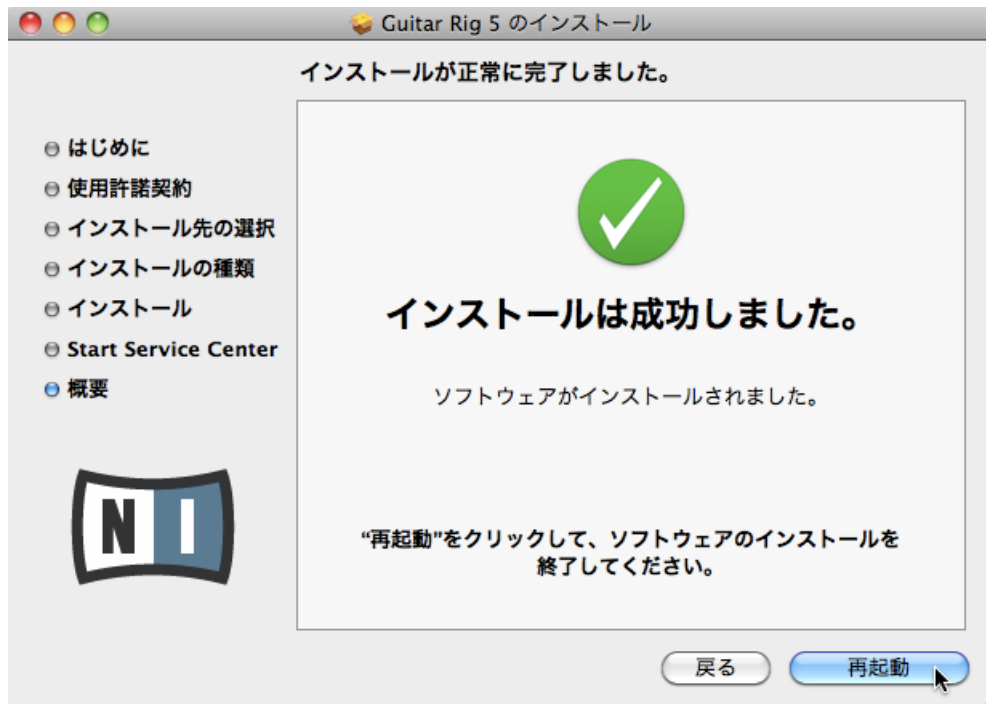 Guitar Rig 5 のインストール
インストールが正常に完了しました。
はじめに
使用許諾契約
インストール先の選択
インストールの種類
インストール
Start Service Center
概要
NI
インストールは成功しました。
ソフトウェアがインストールされました。
“再起動”をクリックして、ソフトウェアのインストールを
終了してください。
戻る
再起動